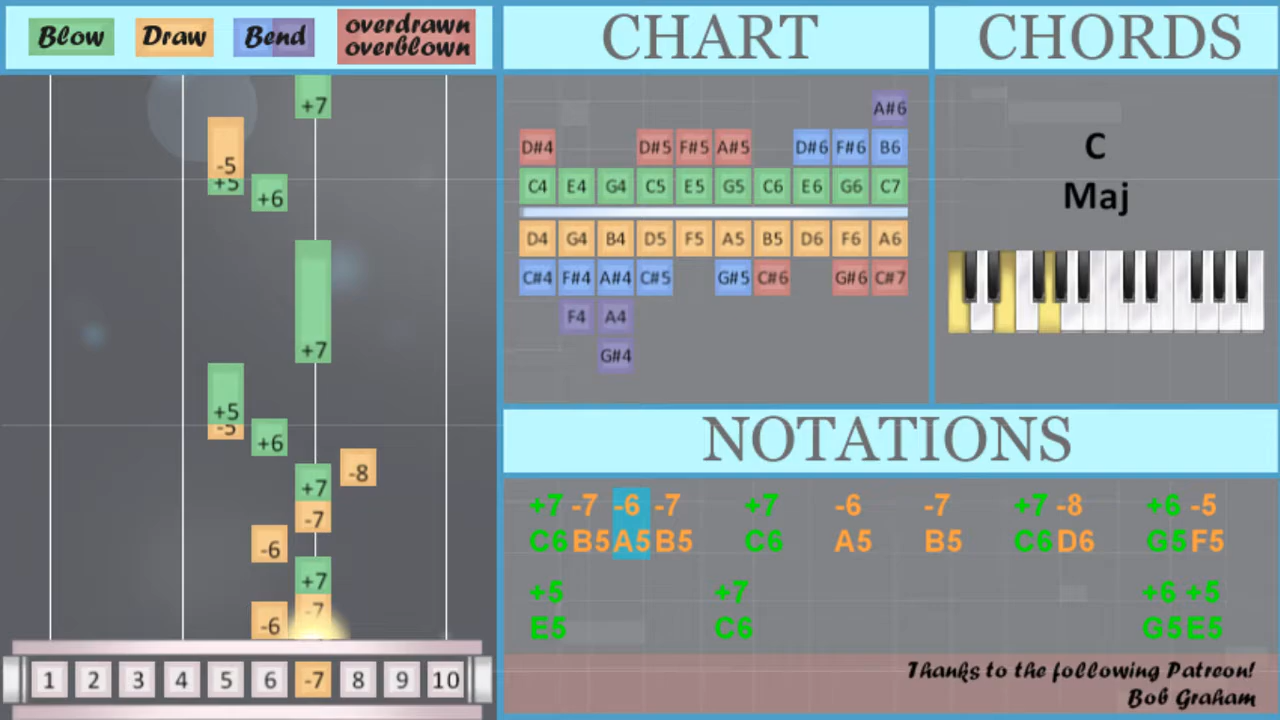 Blow Draw Bend overdrawn
overblown
CHART
CHORDS
+7
-5
+5
+6
+7
+5
-5
+6
-8
+7
-7
-6
+7
-7
-6
1 2 3 4 5 6 -7 8 9 10
A#6
D#4 D#5 F#5 A#5 D#6 F#6 B6
C4 E4 G4 C5 E5 G5 C6 E6 G6 C7
D4 G4 B4 D5 F5 A5 B5 D6 F6 A6
C#4 F#4 A#4 C#5 G#5 C#6 G#6 C#7
F4 A4
G#4
C
Maj
NOTATIONS
+7 -7 -6 -7 +7 -6 -7 +7 -8 +6 -5
C6 B5 A5 B5 C6 A5 B5 C6 D6 G5 F5
+5 +7 +6 +5
E5 C6 G5 E5
Thanks to the following Patreon!
Bob Graham